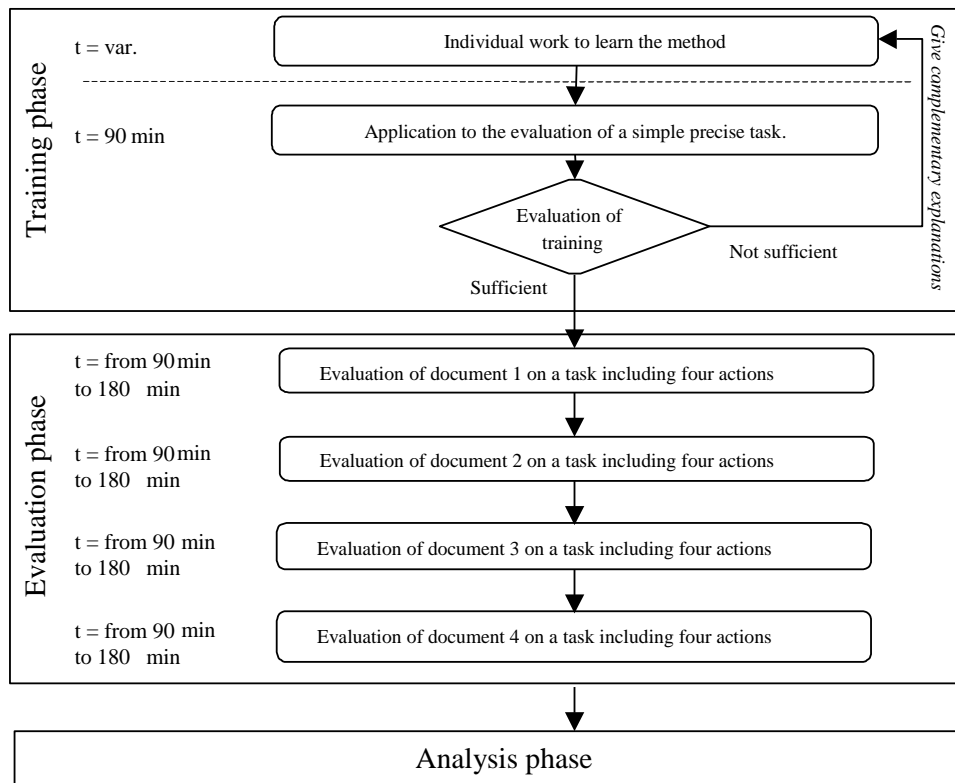 Training phase
t = var.
Individual work to learn the method
Give complementary explanations
t = 90 min
Application to the evaluation of a simple precise task.
Evaluation of
training
Not sufficient
Sufficient
Evaluation phase
t = from 90 min
to 180 min
Evaluation of document 1 on a task including four actions
t = from 90 min
to 180 min
Evaluation of document 2 on a task including four actions
t = from 90 min
to 180 min
Evaluation of document 3 on a task including four actions
t = from 90 min
to 180 min
Evaluation of document 4 on a task including four actions
Analysis phase